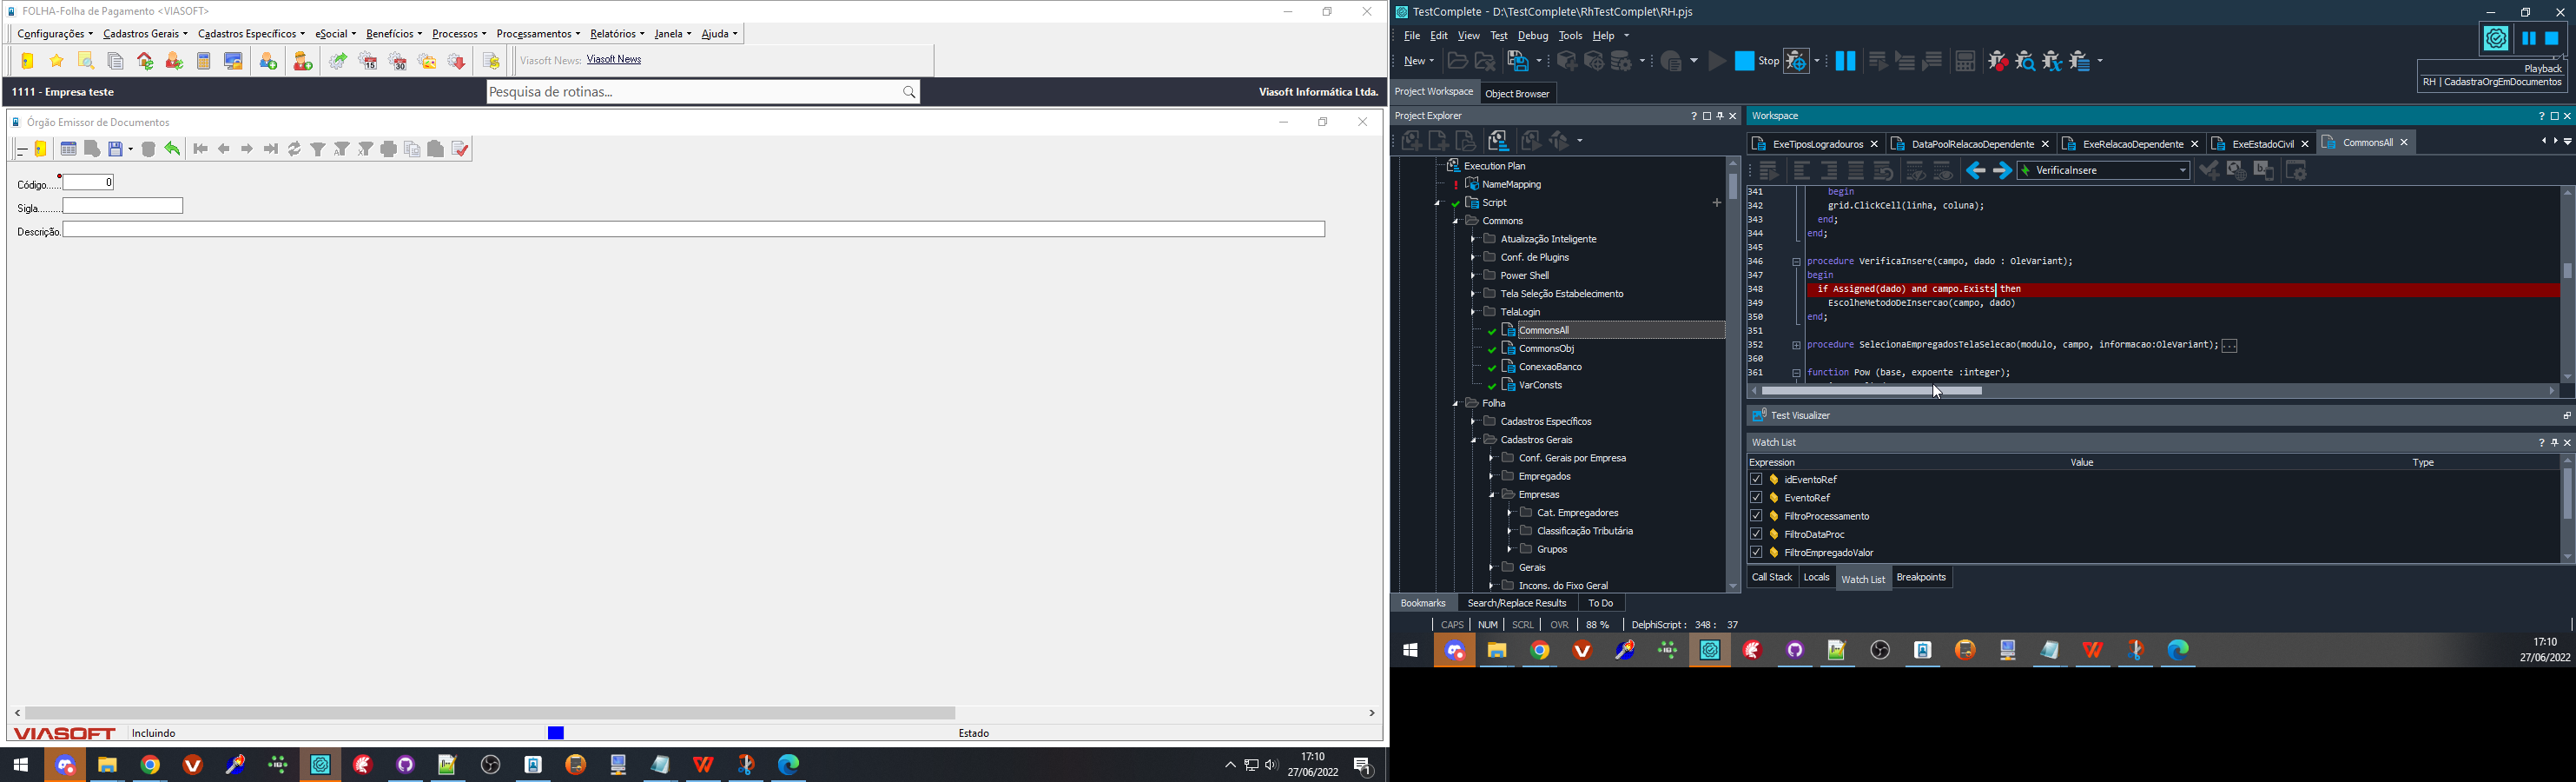 FOLHA-Folha de Pagamento <VIASOFT>
Configurações Cadastros Gerais Cadastros Específicos eSocial Benefícios Processos Processamentos Relatórios Janela Ajuda
Viasoft News: Viasoft News
1111 - Empresa teste
Pesquisa de rotinas...
Viasoft Informática Ltda.
Órgão Emissor de Documentos
Código...... 0
Sigla.........
Descrição.
VIASOFT Incluindo
Estado
17:10
27/06/2022
1
TestComplete - D:\TestComplete\RhTestComplet\RH.pjs
File Edit View Test Debug Tools Help
New
Stop
Playback
RH | CadastraOrgEmDocumentos
Project Workspace Object Browser
Project Explorer
Execution Plan
NameMapping
Script
Commons
Atualização Inteligente
Conf. de Plugins
Power Shell
Tela Seleção Estabelecimento
TelaLogin
CommonsAll
CommonsObj
ConexaoBanco
VarConsts
Folha
Cadastros Específicos
Cadastros Gerais
Conf. Gerais por Empresa
Empregados
Empresas
Cat. Empregadores
Classificação Tributária
Grupos
Gerais
Incons. do Fixo Geral
Bookmarks Search/Replace Results To Do
Workspace
ExeTiposLogradouros DataPoolRelacaoDependente ExeRelacaoDependente ExeEstadoCivil CommonsAll
VerificaInsere
341 begin
342 grid.ClickCell(linha, coluna);
343 end;
344 end;
345
346 procedure VerificaInsere(campo, dado : OleVariant);
347 begin
348 if Assigned(dado) and campo.Exists then
349 EscolheMetodoDeInsercao(campo, dado)
350 end;
351
352 procedure SelecionaEmpregadosTelaSelecao(modulo, campo, informacao:OleVariant);...
360
361 function Pow (base, expoente :integer);
Test Visualizer
Watch List
Expression Value Type
idEventoRef
EventoRef
FiltroProcessamento
FiltroDataProc
FiltroEmpregadoValor
Call Stack Locals Watch List Breakpoints
CAPS NUM SCRL OVR 88 % DelphiScript: 348: 37
17:10
27/06/2022